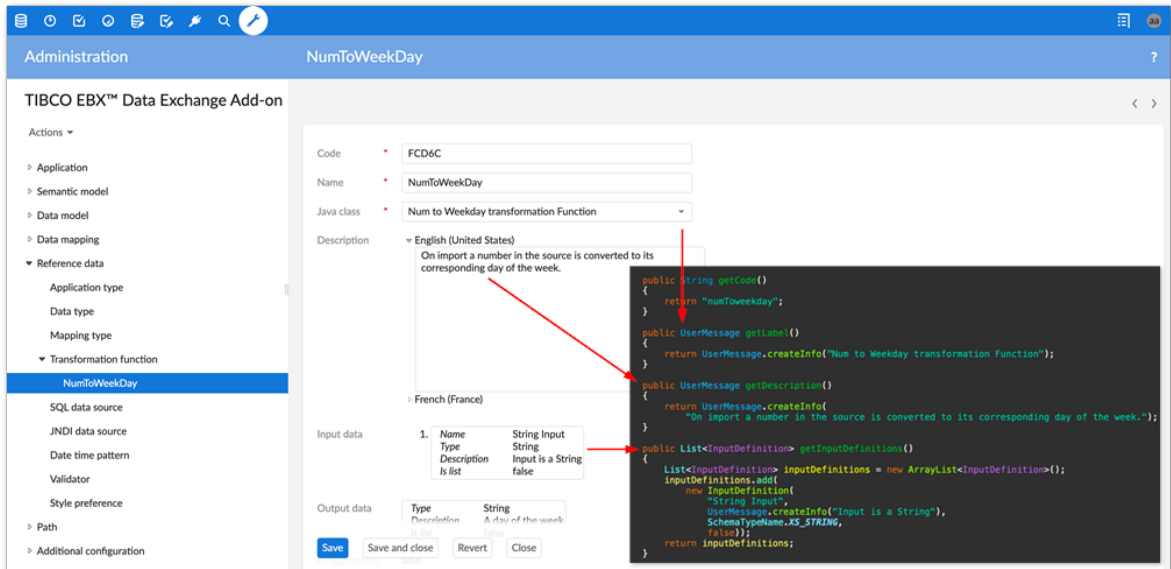 aa
Administration
NumToWeekDay
?
TIBCO EBX™ Data Exchange Add-on
Actions
Application
Semantic model
Data model
Data mapping
Reference data
Application type
Data type
Mapping type
Transformation function
NumToWeekDay
SQL data source
JNDI data source
Date time pattern
Validator
Style preference
Path
Additional configuration
Code * FCD6C
Name * NumToWeekDay
Java class * Num to Weekday transformation Function
Description English (United States)
On import a number in the source is converted to its
corresponding day of the week.
French (France)
Input data 1. Name String Input
Type String
Description Input is a String
Is list false
Output data Type String
Description A day of the week
Is list false
Save Save and close Revert Close
public String getCode()
{
return "numToweekday";
}
public UserMessage getLabel()
{
return UserMessage.createInfo("Num to Weekday transformation Function");
}
public UserMessage getDescription()
{
return UserMessage.createInfo(
"On import a number in the source is converted to its corresponding day of the week.");
}
public List<InputDefinition> getInputDefinitions()
{
List<InputDefinition> inputDefinitions = new ArrayList<InputDefinition>();
inputDefinitions.add(
new InputDefinition(
"String Input",
UserMessage.createInfo("Input is a String"),
SchemaTypeName.XS_STRING,
false));
return inputDefinitions;
}